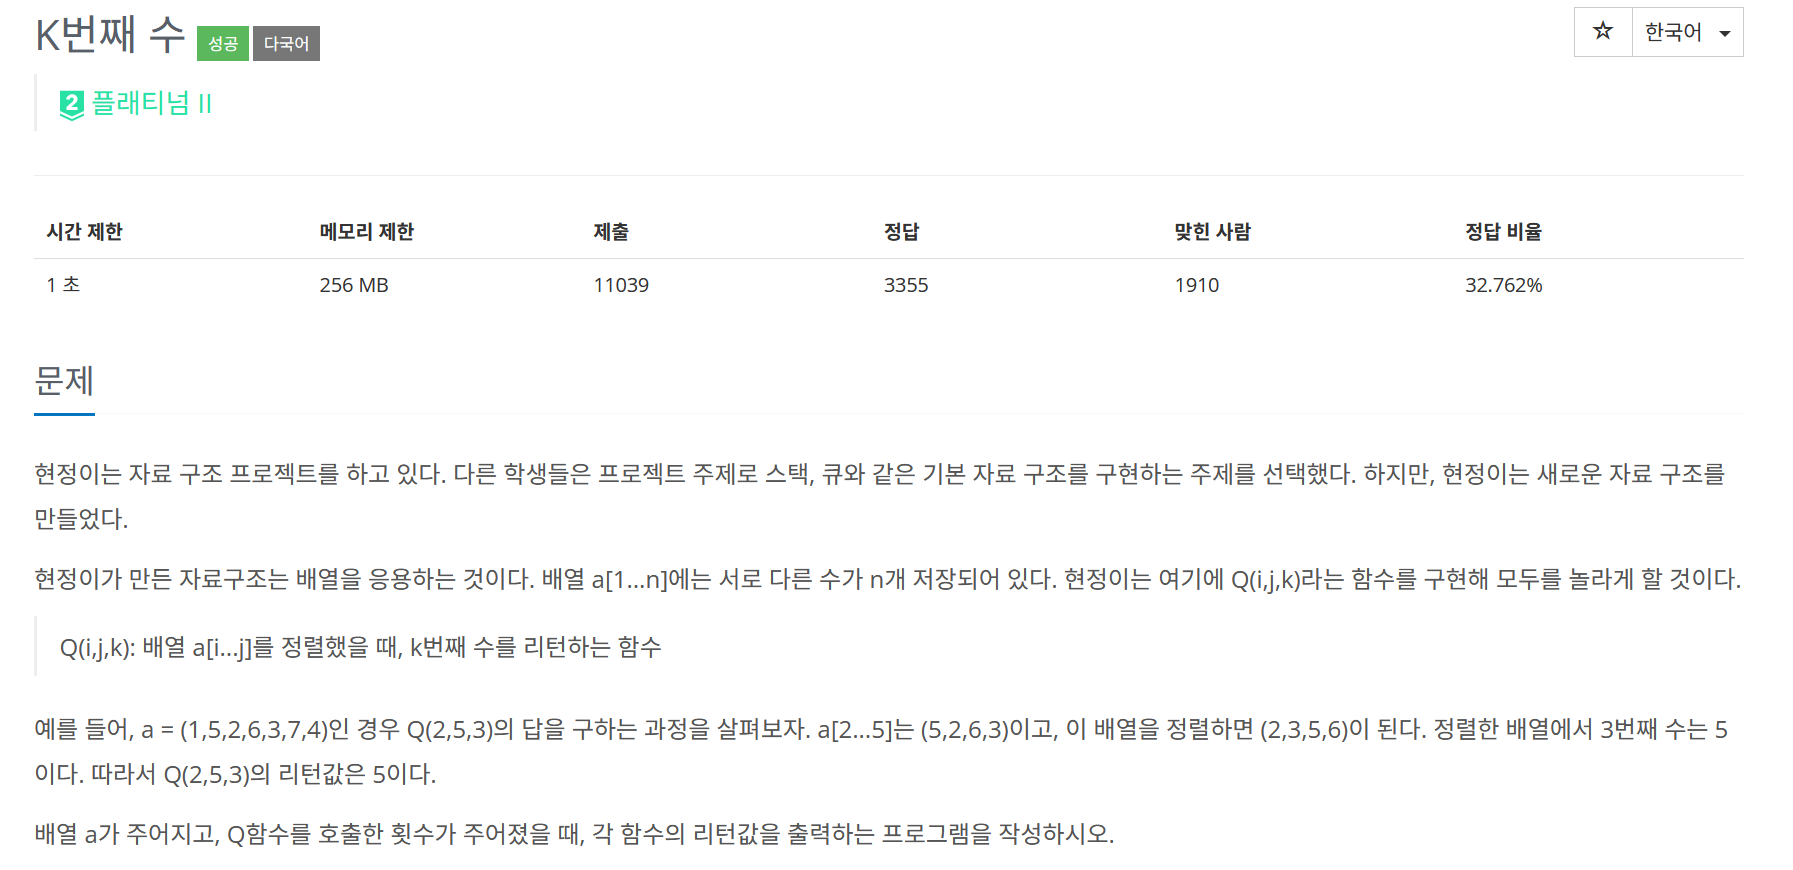 K번째 수 성공 다국어
☆ 한국어
2 플래티넘 II
시간 제한 메모리 제한 제출 정답 맞힌 사람 정답 비율
1 초 256 MB 11039 3355 1910 32.762%
문제
현정이는 자료 구조 프로젝트를 하고 있다. 다른 학생들은 프로젝트 주제로 스택, 큐와 같은 기본 자료 구조를 구현하는 주제를 선택했다. 하지만, 현정이는 새로운 자료 구조를
만들었다.
현정이가 만든 자료구조는 배열을 응용하는 것이다. 배열 a[1...n]에는 서로 다른 수가 n개 저장되어 있다. 현정이는 여기에 Q(i,j,k)라는 함수를 구현해 모두를 놀라게 할 것이다.
Q(i,j,k): 배열 a[i...j]를 정렬했을 때, k번째 수를 리턴하는 함수
예를 들어, a = (1,5,2,6,3,7,4)인 경우 Q(2,5,3)의 답을 구하는 과정을 살펴보자. a[2...5]는 (5,2,6,3)이고, 이 배열을 정렬하면 (2,3,5,6)이 된다. 정렬한 배열에서 3번째 수는 5
이다. 따라서 Q(2,5,3)의 리턴값은 5이다.
배열 a가 주어지고, Q함수를 호출한 횟수가 주어졌을 때, 각 함수의 리턴값을 출력하는 프로그램을 작성하시오.